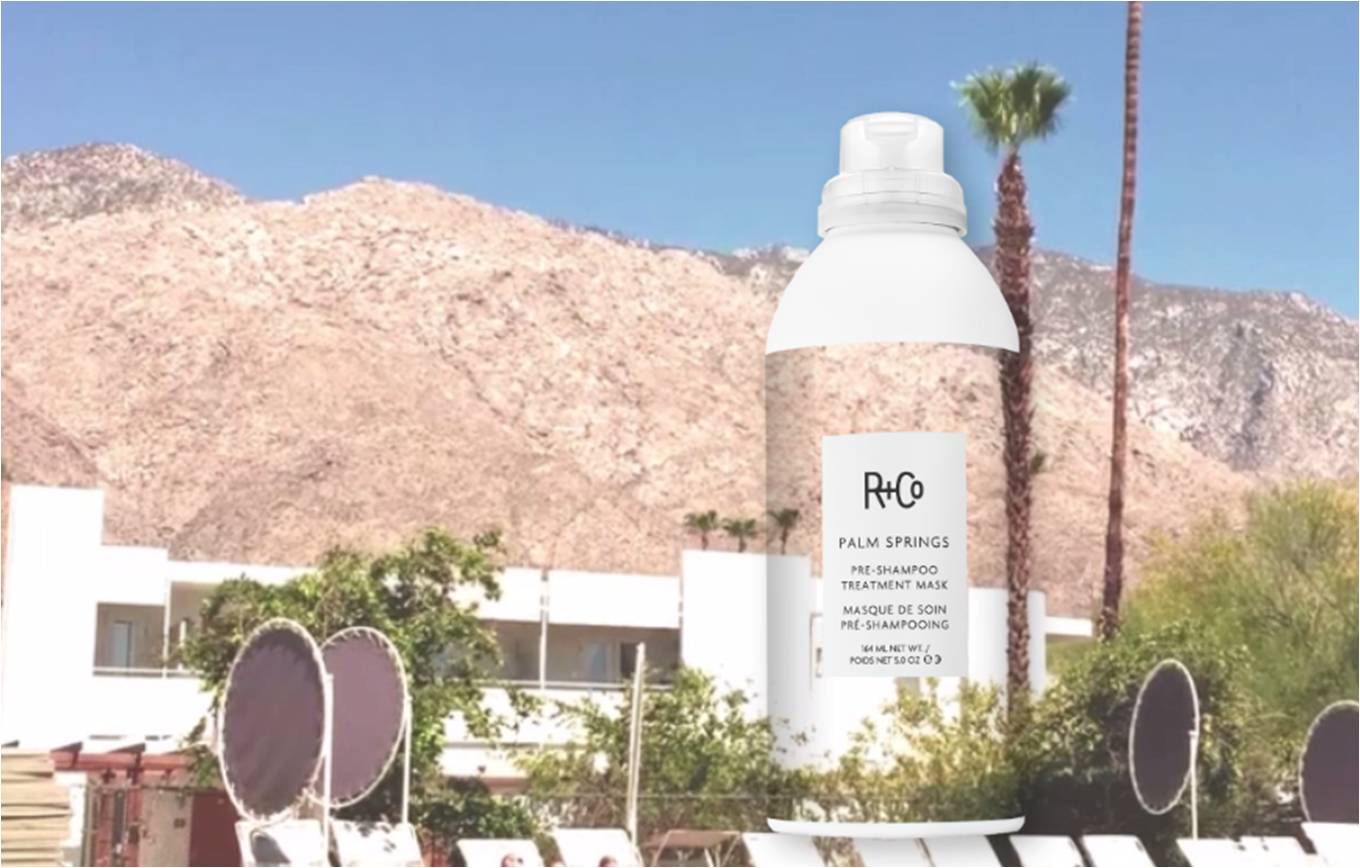 R+Co
PALM SPRINGS
PRE-SHAMPOO
TREATMENT MASK
MASQUE DE SOIN
PRÉ-SHAMPOOING
164 ML NET WT. /
POIDS NET 5.0 OZ